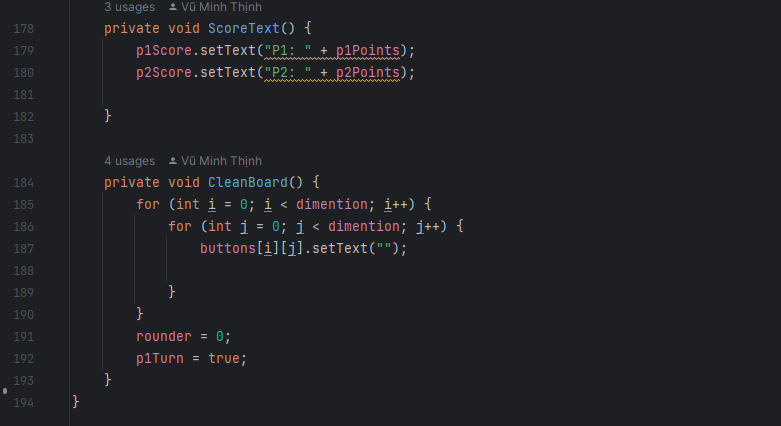 3 usages Vũ Minh Thịnh
178 private void ScoreText() {
179 p1Score.setText("P1: " + p1Points);
180 p2Score.setText("P2: " + p2Points);
181
182 }
183
4 usages Vũ Minh Thịnh
184 private void CleanBoard() {
185 for (int i = 0; i < dimention; i++) {
186 for (int j = 0; j < dimention; j++) {
187 buttons[i][j].setText("");
188
189 }
190 }
191 rounder = 0;
192 p1Turn = true;
193 }
194 }